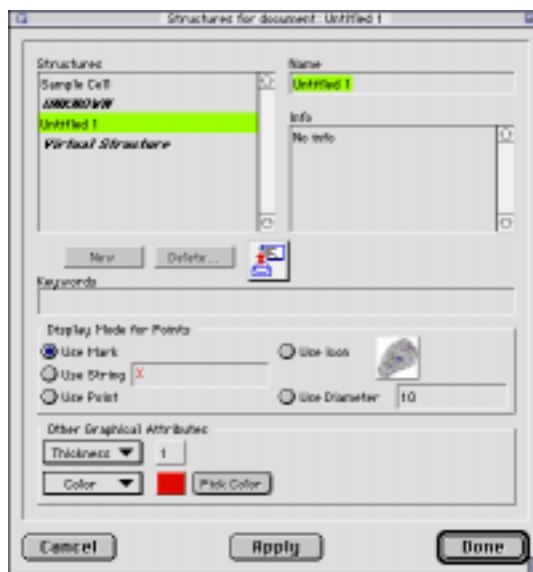 Structures for document: Untitled 1
Structures
Sample Cell
UNKNOWN
Untitled 1
Virtual Structure
Name
Untitled 1
Info
No info
New
Delete...
Keywords
Display Mode for Points
Use Mark
Use Icon
Use String X
Use Point
Use Diameter 10
Other Graphical Attributes
Thickness 1
Color
Pick Color
Cancel
Apply
Done